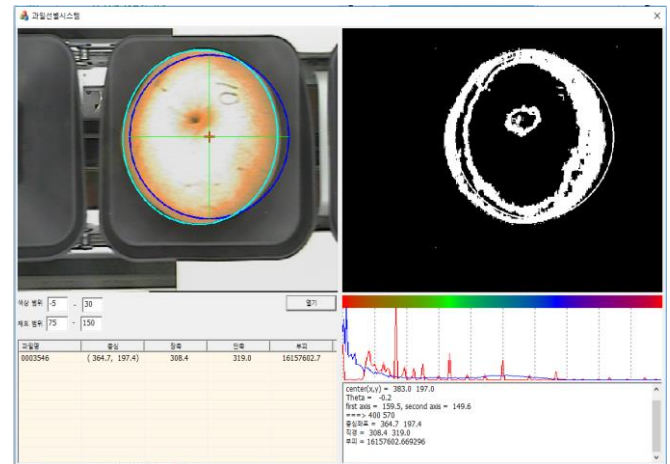 과일선별시스템
색상 범위 -5 - 30 열기
채도 범위 75 - 150
과일명 중심 장축 단축 부피
0003546 ( 364.7, 197.4) 308.4 319.0 16157602.7
center(x,y) = 383.0 197.0
Theta = -0.2
first axis = 159.5, second axis = 149.6
===> 400 570
중심좌표 = 364.7 197.4
직경 = 308.4 319.0
부피 = 16157602.669296